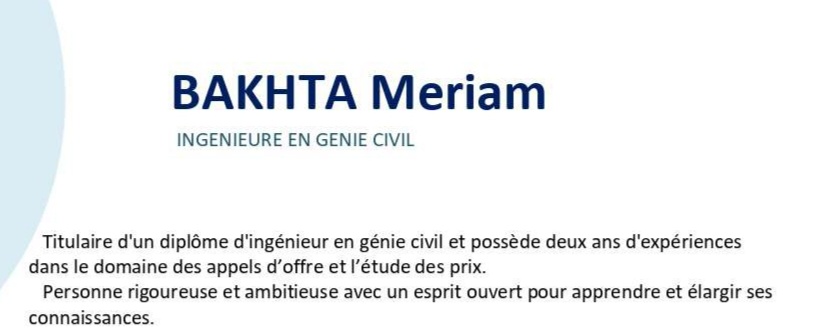 BAKHTA Meriam
INGENIEURE EN GENIE CIVIL
Titulaire d'un diplôme d'ingénieur en génie civil et possède deux ans d'expériences
dans le domaine des appels d’offre et l’étude des prix.
Personne rigoureuse et ambitieuse avec un esprit ouvert pour apprendre et élargir ses
connaissances.